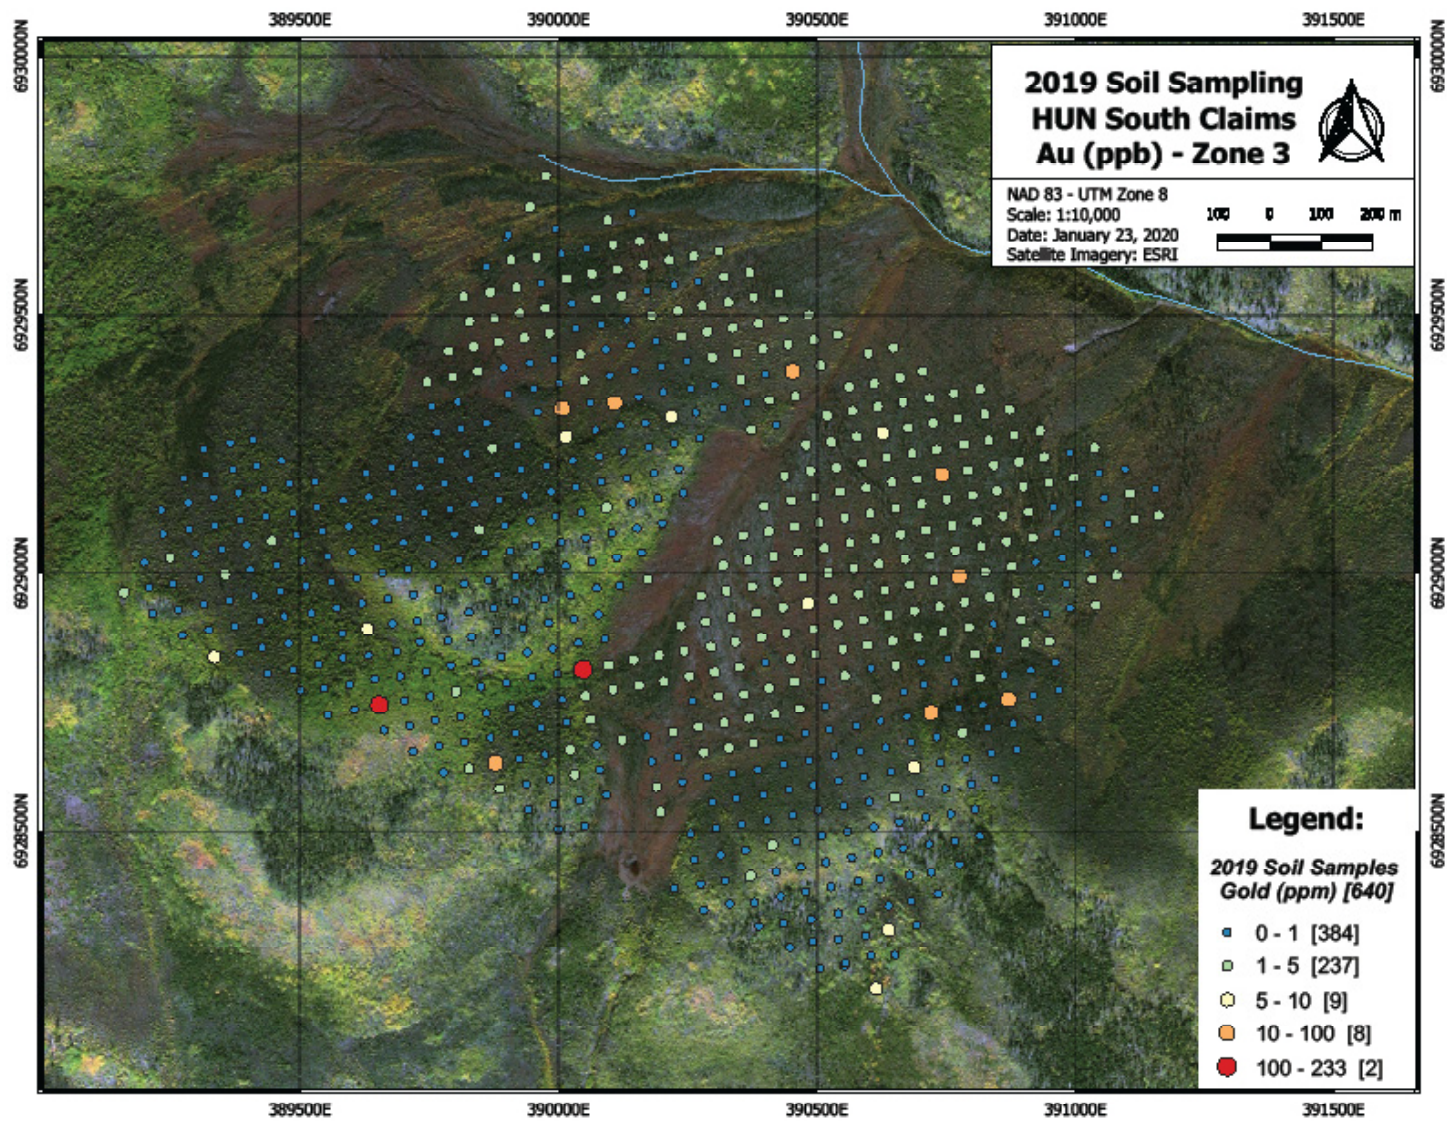 389500E 390000E 390500E 391000E 391500E
6930000N
6930000N
2019 Soil Sampling
HUN South Claims
Au (ppb) - Zone 3
NAD 83 - UTM Zone 8
Scale: 1:10,000
Date: January 23, 2020
Satellite Imagery: ESRI
100 0 100 200 m
6929500N
6929500N
6929000N
6929000N
6928500N
6928500N
Legend:
2019 Soil Samples
Gold (ppm) [640]
0 - 1 [384]
1 - 5 [237]
5 - 10 [9]
10 - 100 [8]
100 - 233 [2]
389500E 390000E 390500E 391000E 391500E